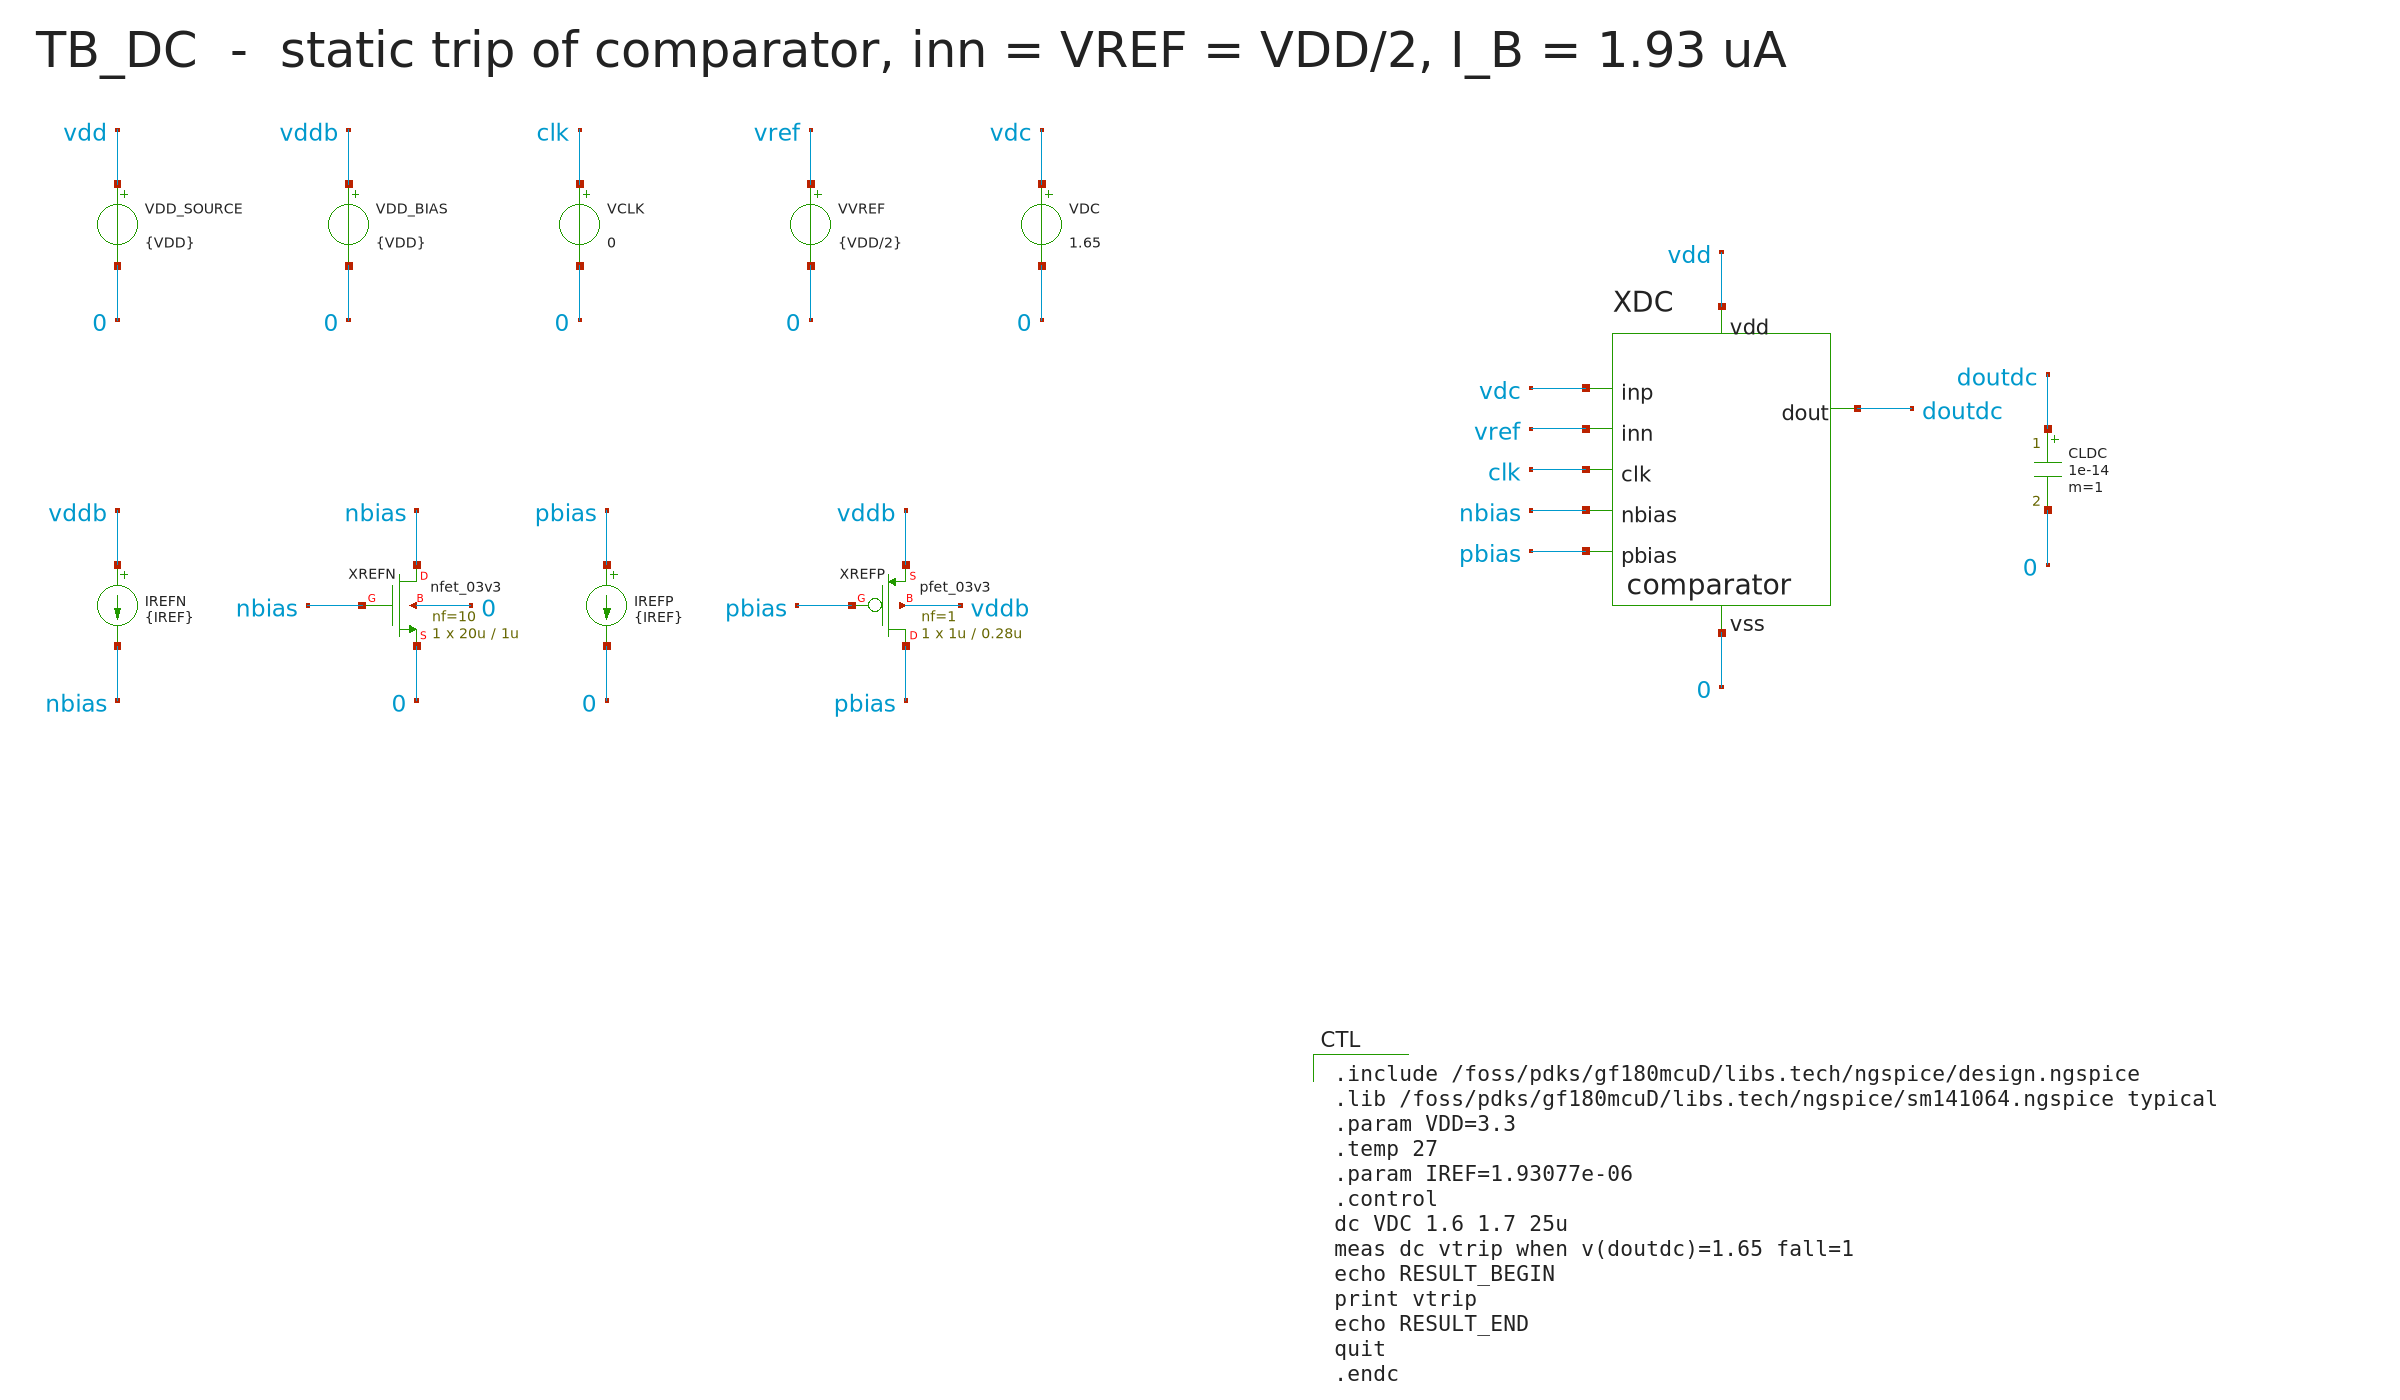 TB_DC - static trip of comparator, inn = VREF = VDD/2, I_B = 1.93 uA
vdd
vddb
clk
vref
vdc
+
+
+
+
+
VDD_SOURCE
{VDD}
VDD_BIAS
{VDD}
VCLK
0
VVREF
{VDD/2}
VDC
1.65
0
0
0
0
0
vdd
XDC
vdd
vdc
inp
vref
inn
clk
clk
nbias
nbias
pbias
pbias
dout
doutdc
comparator
vss
0
doutdc
1
+
CLDC
1e-14
m=1
2
0
vddb
+
IREFN
{IREF}
nbias
nbias
XREFN
D
nfet_03v3
nbias
G
B
0
nf=10
1 x 20u / 1u
S
0
pbias
+
IREFP
{IREF}
0
vddb
XREFP
S
pfet_03v3
pbias
G
B
vddb
nf=1
D
1 x 1u / 0.28u
pbias
CTL
.include /foss/pdks/gf180mcuD/libs.tech/ngspice/design.ngspice
.lib /foss/pdks/gf180mcuD/libs.tech/ngspice/sm141064.ngspice typical
.param VDD=3.3
.temp 27
.param IREF=1.93077e-06
.control
dc VDC 1.6 1.7 25u
meas dc vtrip when v(doutdc)=1.65 fall=1
echo RESULT_BEGIN
print vtrip
echo RESULT_END
quit
.endc